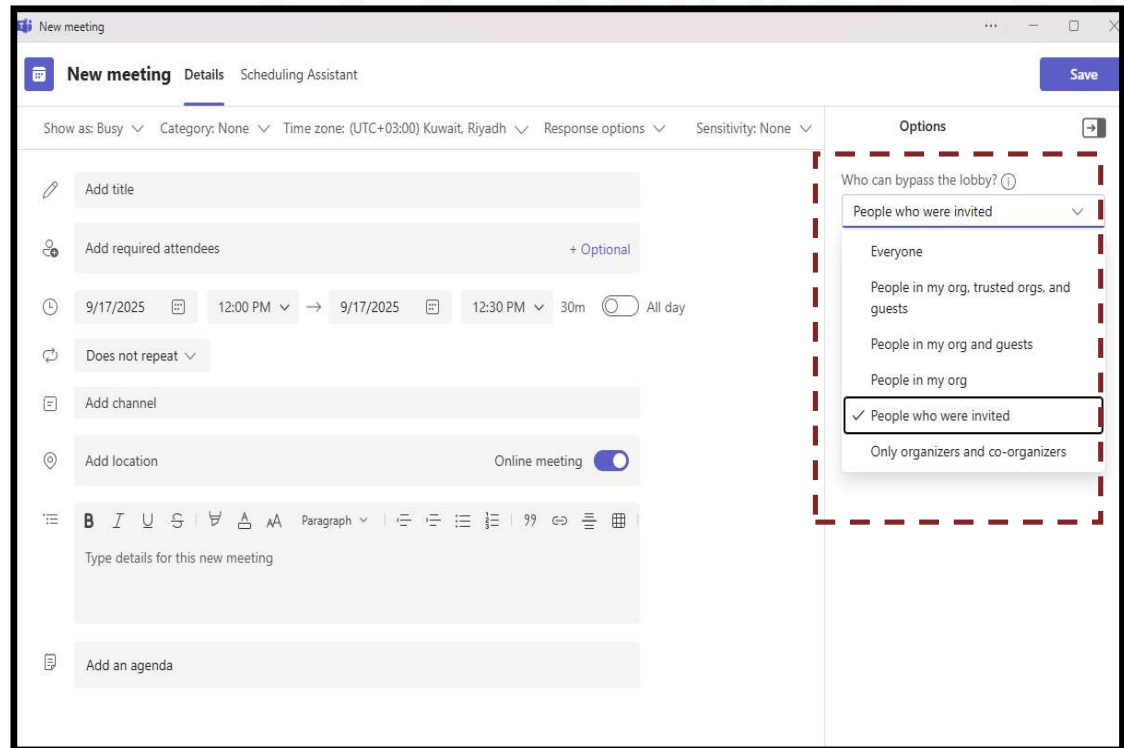 New meeting
New meeting Details Scheduling Assistant Save
Show as: Busy Category: None Time zone: (UTC+03:00) Kuwait, Riyadh Response options Sensitivity: None Options
Add title
Add required attendees + Optional
9/17/2025 12:00 PM → 9/17/2025 12:30 PM 30m All day
Does not repeat
Add channel
Add location Online meeting
B I U S A AA Paragraph 99
Type details for this new meeting
Add an agenda
Who can bypass the lobby?
People who were invited
Everyone
People in my org, trusted orgs, and
guests
People in my org and guests
People in my org
People who were invited
Only organizers and co-organizers